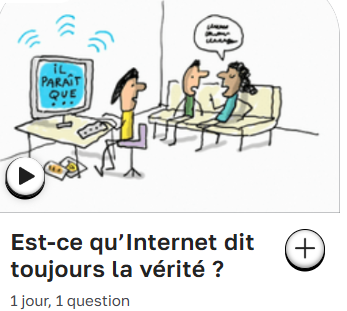 IL
PARAÎT
QUE
...
Est-ce qu'Internet dit
toujours la vérité ?
1 jour, 1 question